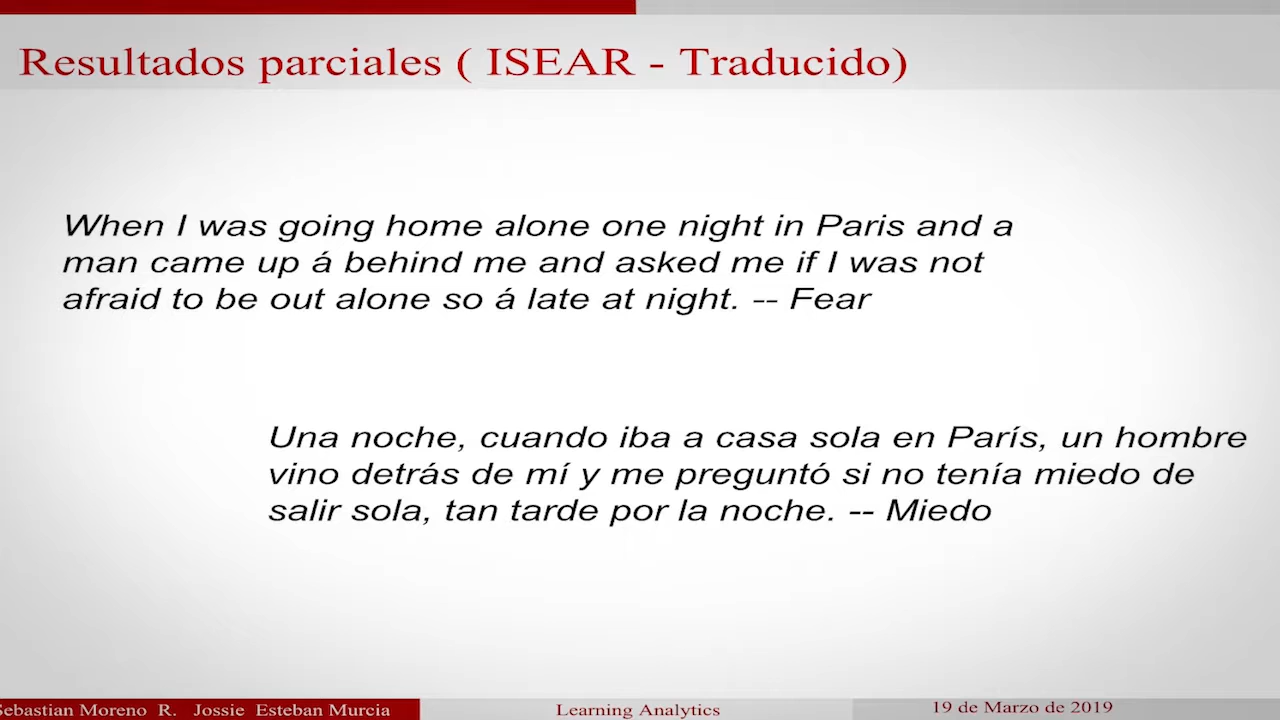 Resultados parciales ( ISEAR - Traducido)
When I was going home alone one night in Paris and a
man came up á behind me and asked me if I was not
afraid to be out alone so á late at night. -- Fear
Una noche, cuando iba a casa sola en París, un hombre
vino detrás de mí y me preguntó si no tenía miedo de
salir sola, tan tarde por la noche. -- Miedo
Sebastian Moreno R. Jossie Esteban Murcia
Learning Analytics
19 de Marzo de 2019